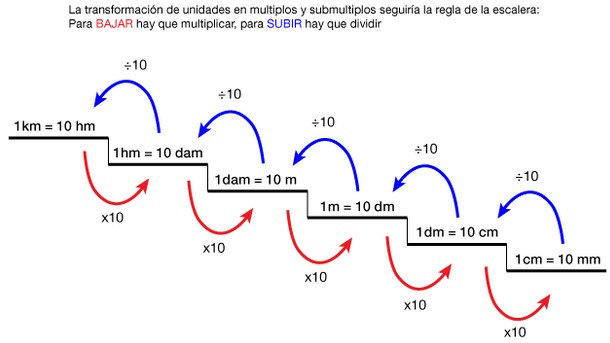 La transformación de unidades en multiplos y submultiplos seguiría la regla de la escalera:
Para BAJAR hay que multiplicar, para SUBIR hay que dividir
÷10
1km = 10 hm
÷10
1hm = 10 dam
x10
÷10
1dam = 10 m
x10
÷10
1m = 10 dm
x10
÷10
1dm = 10 cm
x10
1cm = 10 mm
x10